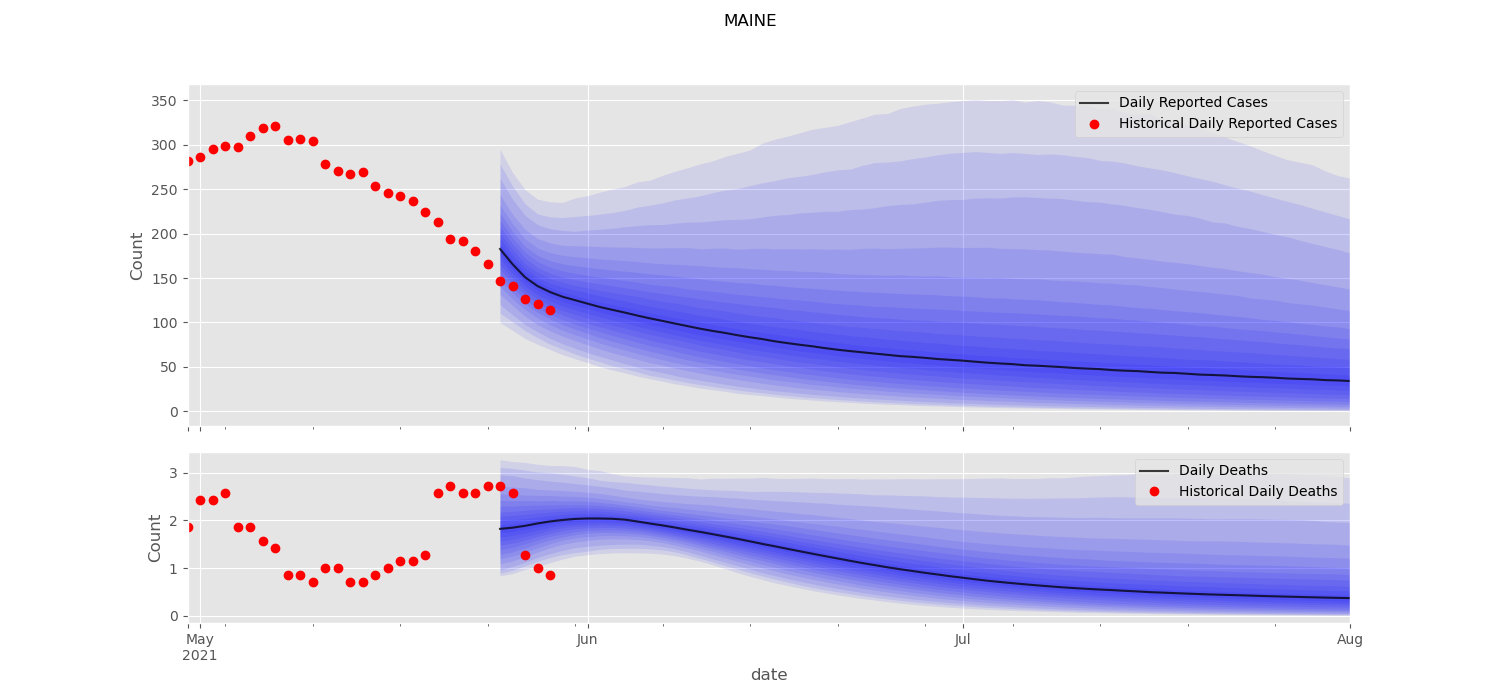 MAINE
Daily Reported Cases
Historical Daily Reported Cases
350
300
250
200
150
100
50
0
Count
Daily Deaths
Historical Daily Deaths
3
2
1
0
Count
May
2021
Jun
Jul
Aug
date